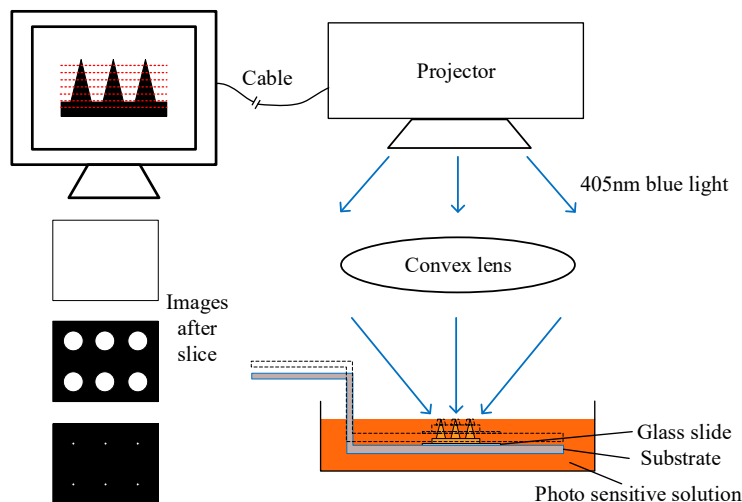 Cable
Projector
405nm blue light
Convex lens
Images
after
slice
Glass slide
Substrate
Photo sensitive solution